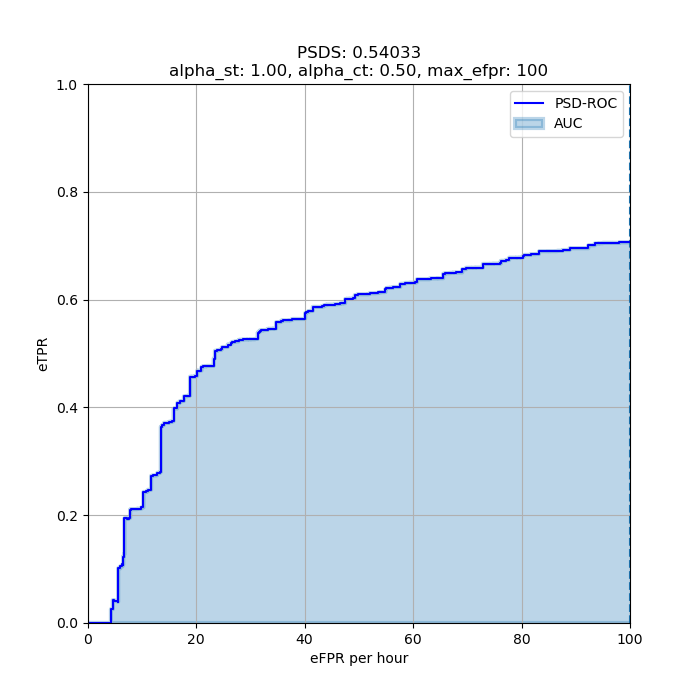 PSDS: 0.54033
alpha_st: 1.00, alpha_ct: 0.50, max_efpr: 100
1.0
PSD-ROC
AUC
0.8
0.6
eTPR
0.4
0.2
0.0
0 20 40 60 80 100
eFPR per hour